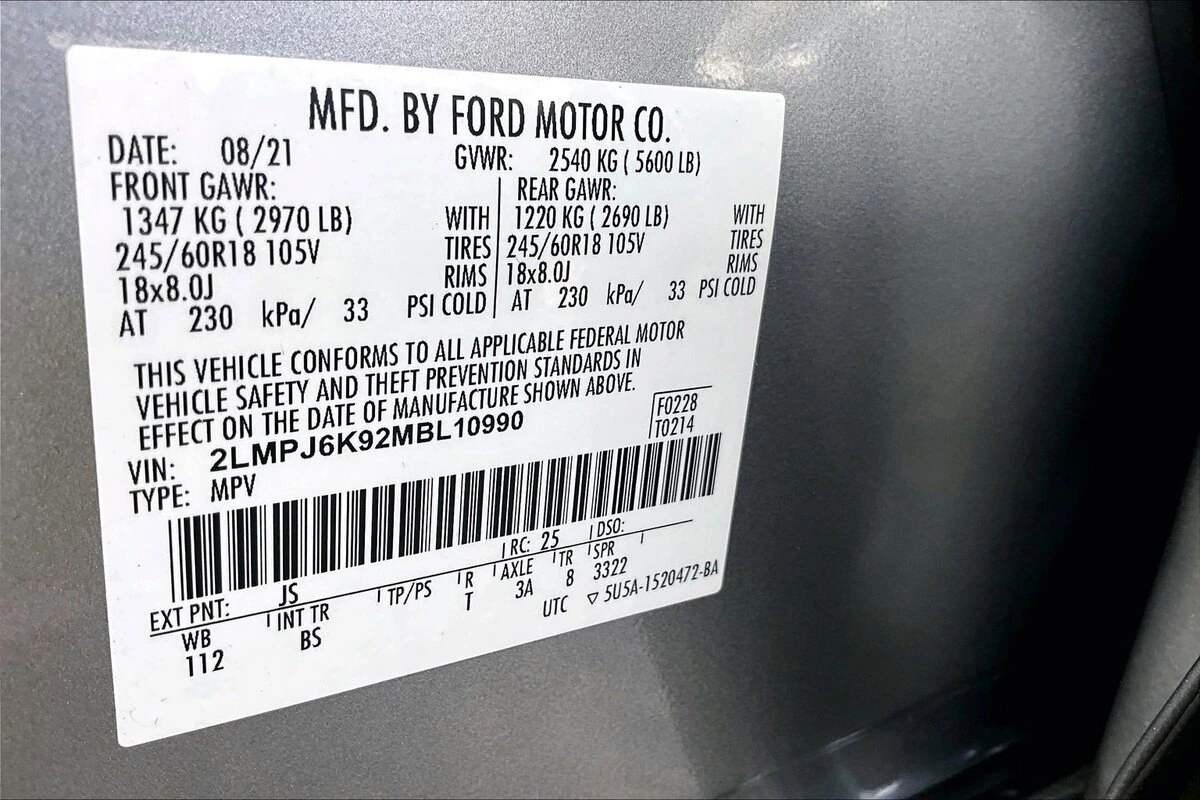 MFD. BY FORD MOTOR CO.
DATE: 08/21 GVWR: 2540 KG ( 5600 LB)
FRONT GAWR: REAR GAWR:
1347 KG ( 2970 LB) WITH 1220 KG ( 2690 LB) WITH
245/60R18 105V TIRES 245/60R18 105V TIRES
18x8.0J RIMS 18x8.0J RIMS
AT 230 kPa/ 33 PSI COLD AT 230 kPa/ 33 PSI COLD
THIS VEHICLE CONFORMS TO ALL APPLICABLE FEDERAL MOTOR
VEHICLE SAFETY AND THEFT PREVENTION STANDARDS IN
EFFECT ON THE DATE OF MANUFACTURE SHOWN ABOVE.
F0228
VIN: 2LMPJ6K92MBL10990 T0214
TYPE: MPV
EXT PNT: JS RC: 25 DSO:
WB INT TR TP/PS R AXLE TR SPR
112 BS T 3A 8 3322
UTC ▽ 5U5A-1520472-BA